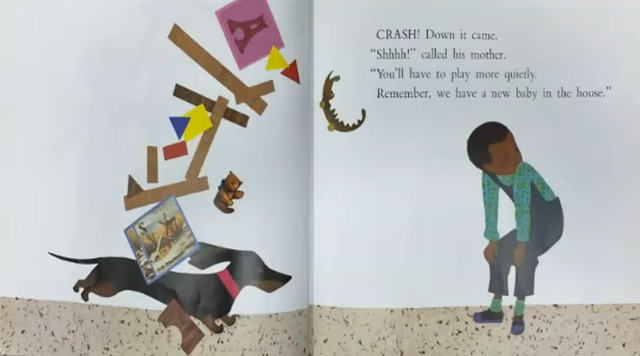 A
CRASH! Down it came.
"Shhhh!" called his mother.
"You'll have to play more quietly.
Remember, we have a new baby in the house."